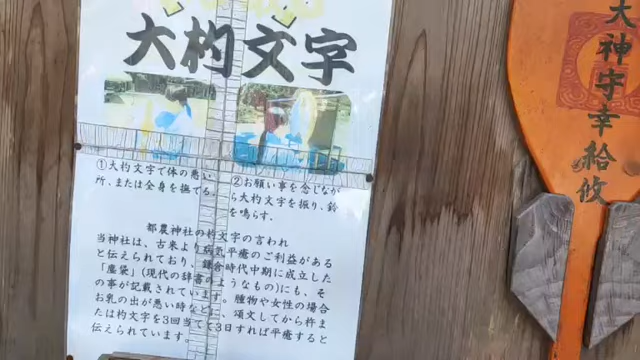 大杓文字
①大杓文字で体の悪い
所、または全身を撫でる。
②お願い事を念じなが
ら大杓文字を振り、鈴
を鳴らす。
都農神社の杓文字の言われ
当神社は、古来より病気平癒のご利益がある
と伝えられており、鎌倉時代中期に成立した
「塵袋」(現代の辞書のようなもの)にも、そ
の事が記載されています。腫物や女性の場合
お乳の出が悪い時などに、頌文してから杵ま
たは杓文字を3回当てて3日すれば平癒すると
伝えられています。
大神守幸給攸